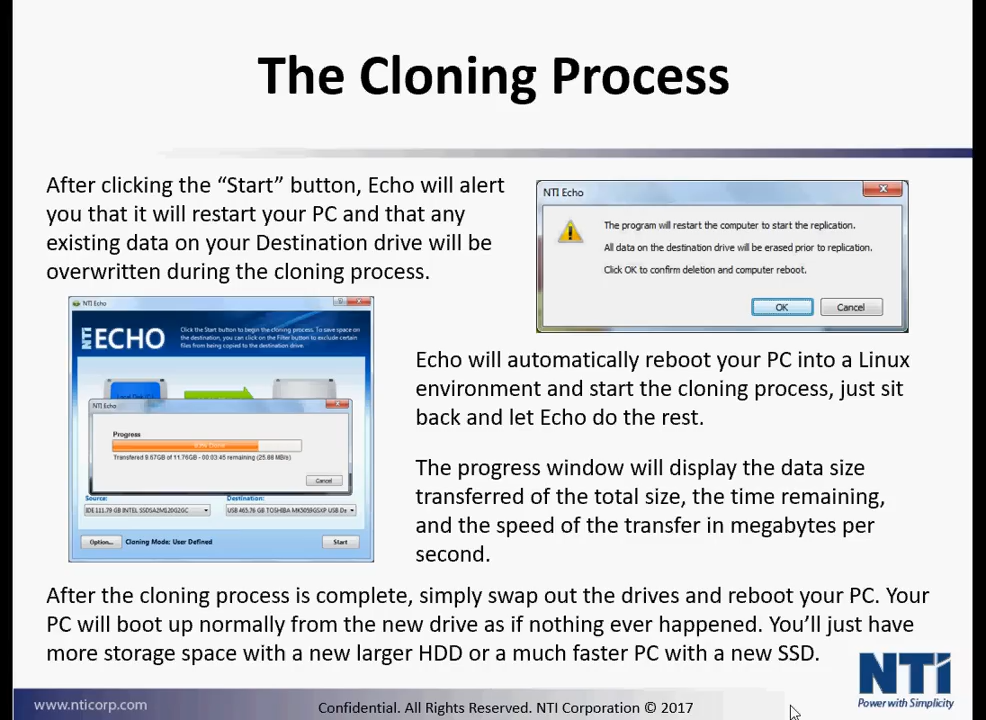 The Cloning Process
After clicking the “Start” button, Echo will alert
you that it will restart your PC and that any
existing data on your Destination drive will be
overwritten during the cloning process.
NTI Echo
The program will restart the computer to start the replication.
All data on the destination drive will be erased prior to replication.
Click OK to confirm deletion and computer reboot.
OK
Cancel
NTI Echo
NTI ECHO
Click the Start button to begin the cloning process. To save space on
the destination, you can click on the Filter button to exclude certain
files from being copied to the destination drive.
NTI Echo
Progress
Transferred 9.67GB of 11.76GB - 00:03:45 remaining (25.88 MB/s)
Cancel
Source:
Destination:
IDE 111.79 GB INTEL SSDSA2M120G2GC
USB 465.76 GB TOSHIBA MK5059GSXP USB De
Option...
Cloning Mode: User Defined
Start
Echo will automatically reboot your PC into a Linux
environment and start the cloning process, just sit
back and let Echo do the rest.
The progress window will display the data size
transferred of the total size, the time remaining,
and the speed of the transfer in megabytes per
second.
After the cloning process is complete, simply swap out the drives and reboot your PC. Your
PC will boot up normally from the new drive as if nothing ever happened. You’ll just have
more storage space with a new larger HDD or a much faster PC with a new SSD.
NTI
Power with Simplicity
www.nticorp.com
Confidential. All Rights Reserved. NTI Corporation © 2017